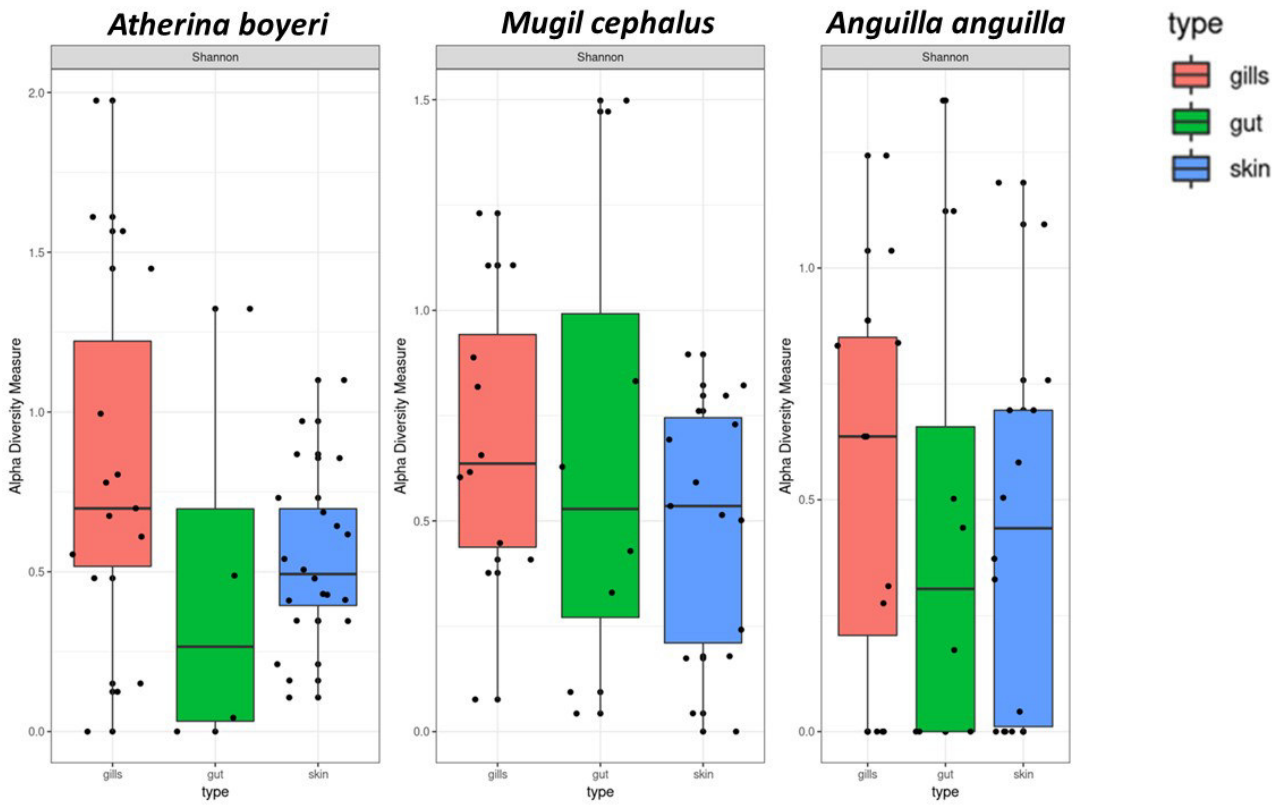 Atherina boyeri
Mugil cephalus
Anguilla anguilla
type
gills
gut
skin
Shannon
Alpha Diversity Measure
2.0
1.5
1.0
0.5
0.0
gills
gut
skin
type
Shannon
Alpha Diversity Measure
1.5
1.0
0.5
0.0
gills
gut
skin
type
Shannon
Alpha Diversity Measure
1.0
0.5
0.0
gills
gut
skin
type